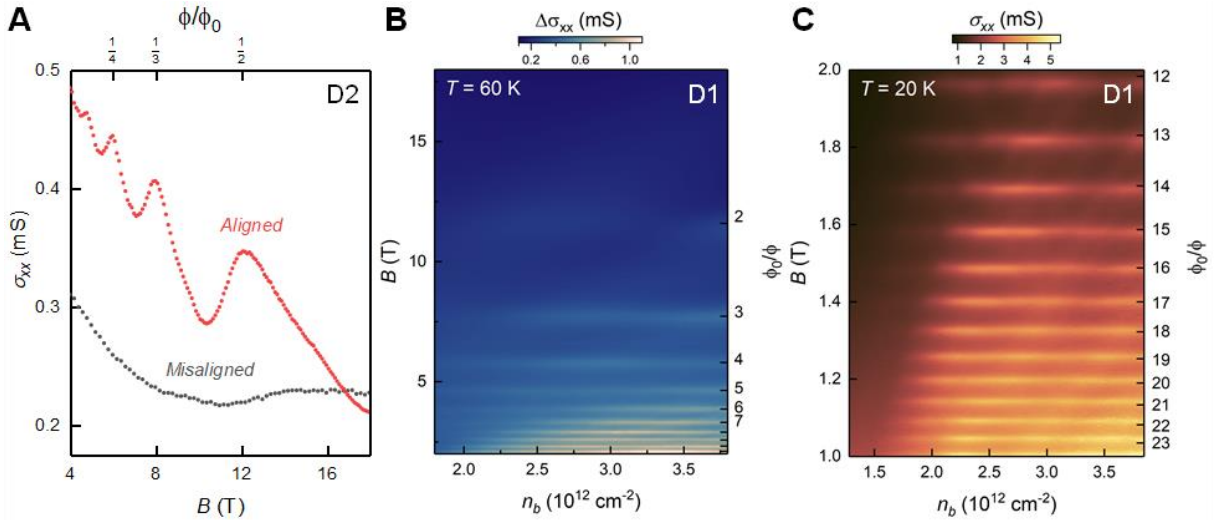 A
ϕ/ϕ0
1/4 1/3 1/2
D2
0.5
0.4
0.3
0.2
σxx (mS)
Aligned
Misaligned
4 8 12 16
B (T)
B
Δσxx (mS)
0.2 0.6 1.0
T = 60 K
D1
15
10
5
B (T)
2
3
4
5
6
7
ϕ0/ϕ
2.0 2.5 3.0 3.5
nb (10^12 cm^-2)
C
σxx (mS)
1 2 3 4 5
T = 20 K
D1
2.0
1.8
1.6
1.4
1.2
1.0
B (T)
12
13
14
15
16
17
18
19
20
21
22
23
ϕ0/ϕ
1.5 2.0 2.5 3.0 3.5
nb (10^12 cm^-2)